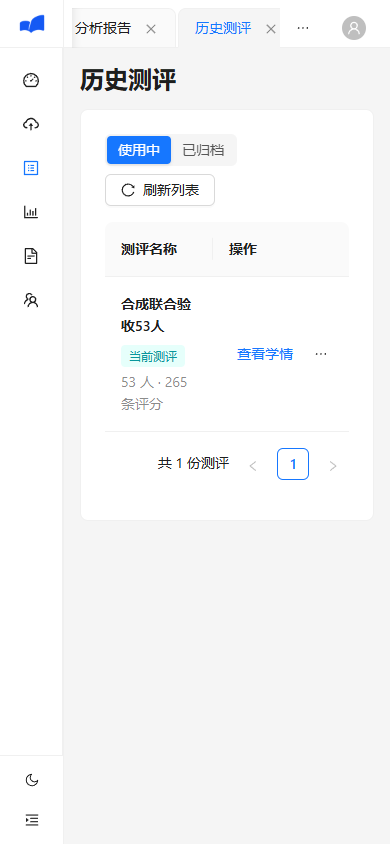 分析报告
历史测评
历史测评
使用中
已归档
刷新列表
测评名称
操作
合成联合验
收53人
当前测评
53 人 · 265
条评分
查看学情
共 1 份测评
1